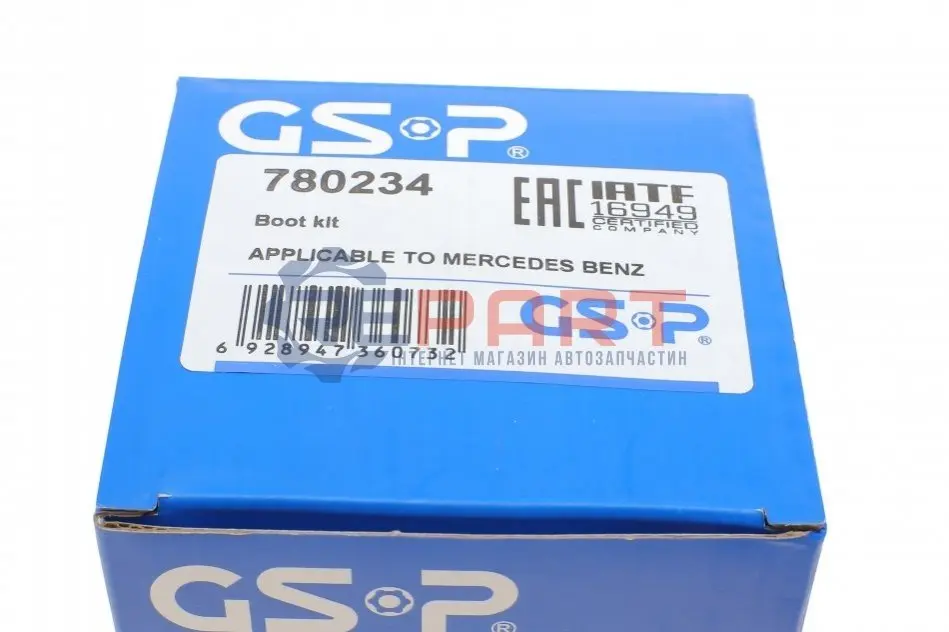 GSP®
780234
EAC
IATF
16949
CERTIFIED
COMPANY
Boot kit
APPLICABLE TO MERCEDES BENZ
EPART
GSP®
6 928947 360732
ІНТЕРНЕТ МАГАЗИН АВТОЗАПЧАСТИН
GSP®